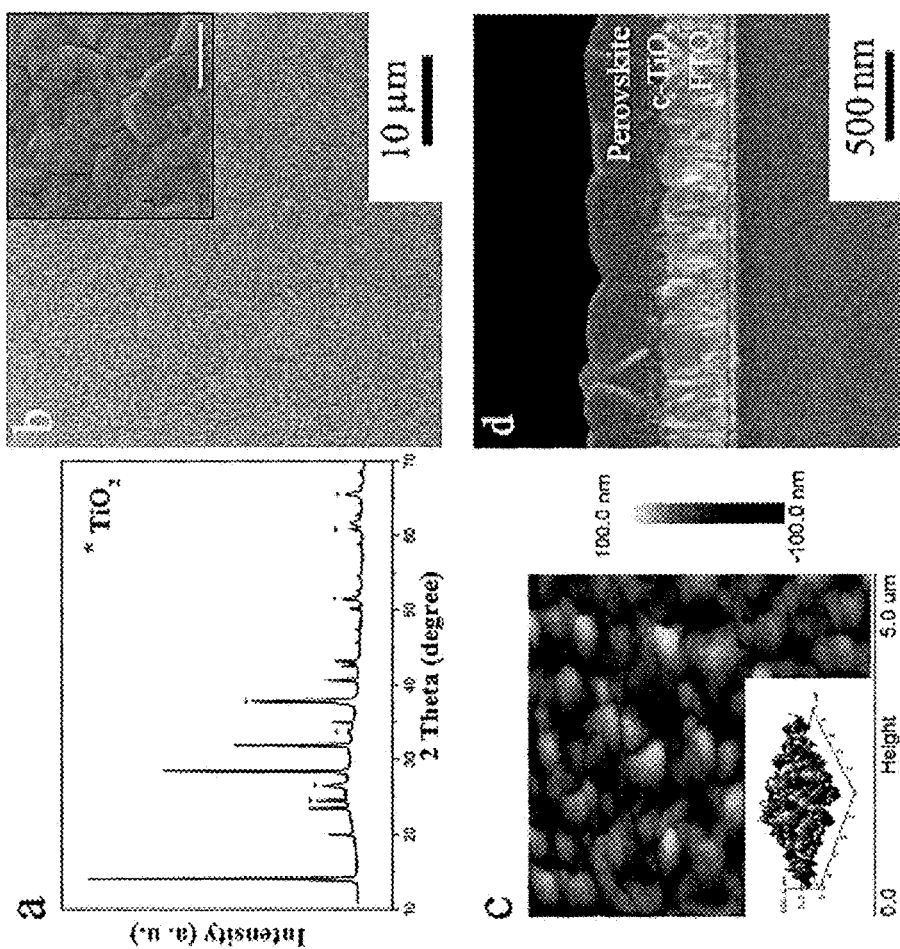 a
Intensity (a. u.)
* TiO₂
10
20
30
40
50
60
70
2 Theta (degree)
b
10 μm
c
100.0 nm
-100.0 nm
0.0
Height
5.0 um
d
Perovskite
c-TiO₂
FTO
500 nm